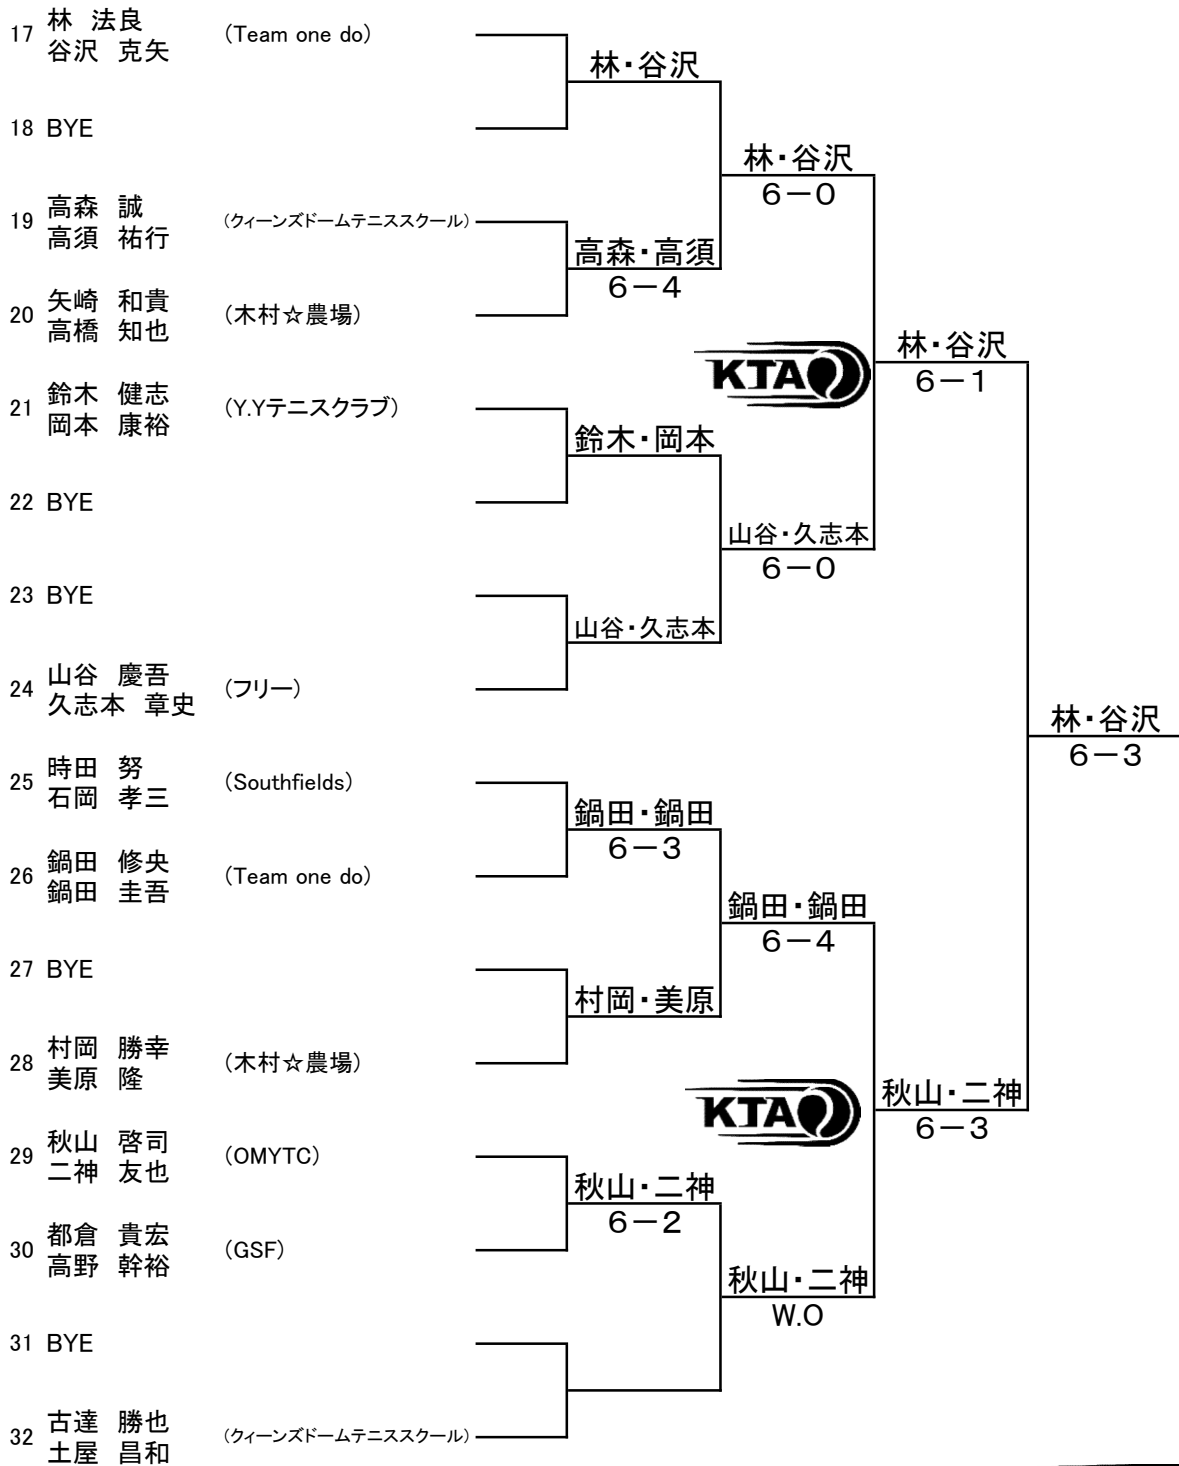 17 林 法良 (Team one do)
谷沢 克矢
林・谷沢
18 BYE
林・谷沢
6－0
19 高森 誠 (クィーンズドームテニススクール)
高須 祐行
高森・高須
6－4
20 矢崎 和貴 (木村☆農場)
高橋 知也
KTA
林・谷沢
6－1
21 鈴木 健志 (Y.Yテニスクラブ)
岡本 康裕
鈴木・岡本
22 BYE
山谷・久志本
6－0
23 BYE
山谷・久志本
24 山谷 慶吾 (フリー)
久志本 章史
林・谷沢
6－3
25 時田 努 (Southfields)
石岡 孝三
鍋田・鍋田
6－3
26 鍋田 修央 (Team one do)
鍋田 圭吾
鍋田・鍋田
6－4
27 BYE
村岡・美原
28 村岡 勝幸 (木村☆農場)
美原 隆
KTA
秋山・二神
6－3
29 秋山 啓司 (OMYTC)
二神 友也
秋山・二神
6－2
30 都倉 貴宏 (GSF)
高野 幹裕
秋山・二神
W.O
31 BYE
32 古達 勝也 (クィーンズドームテニススクール)
土屋 昌和